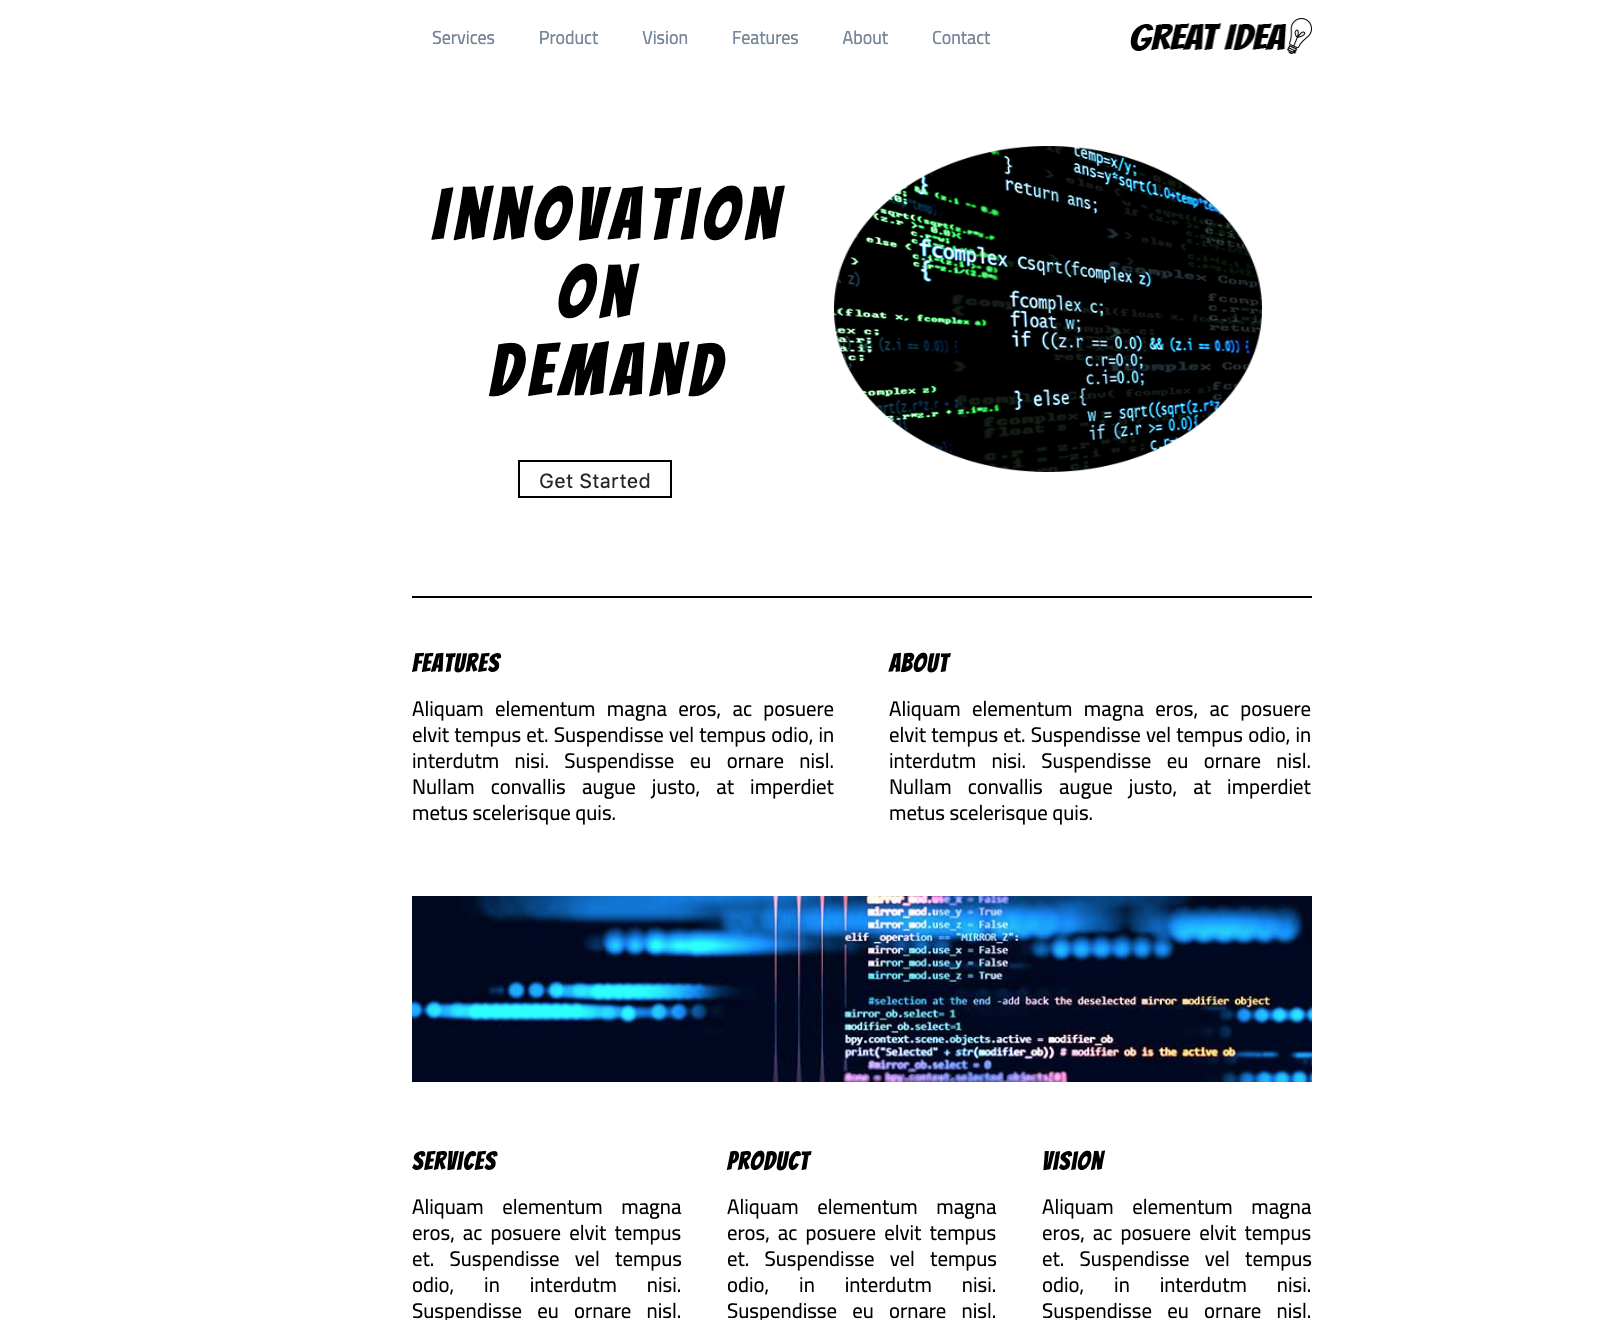 Services Product Vision Features About Contact GREAT IDEA
INNOVATION
ON
DEMAND
Get Started
temp=x/y;
}
ans=y*sqrt(1.0+temp*temp
return ans;
else {
fcomplex Csqrt(fcomplex z)
{
fcomplex c;
(float x, fcomplex a)
float w;
if ((z.r == 0.0) && (z.i == 0.0)) {
c.r=0.0;
c.i=0.0;
} else {
w = sqrt((sqrt(z.r*z
if (z.r >= 0.0){
FEATURES
Aliquam elementum magna eros, ac posuere
elvit tempus et. Suspendisse vel tempus odio, in
interdutm nisi. Suspendisse eu ornare nisl.
Nullam convallis augue justo, at imperdiet
metus scelerisque quis.
ABOUT
Aliquam elementum magna eros, ac posuere
elvit tempus et. Suspendisse vel tempus odio, in
interdutm nisi. Suspendisse eu ornare nisl.
Nullam convallis augue justo, at imperdiet
metus scelerisque quis.
mirror_mod.use_x = False
mirror_mod.use_y = True
mirror_mod.use_z = False
elif _operation == "MIRROR_Z":
mirror_mod.use_x = False
mirror_mod.use_y = False
mirror_mod.use_z = True
#selection at the end -add back the deselected mirror modifier object
mirror_ob.select= 1
modifier_ob.select=1
bpy.context.scene.objects.active = modifier_ob
print("Selected" + str(modifier_ob)) # modifier ob is the active ob
#mirror_ob.select = 0
bpy.context.selected_objects[0]
SERVICES
Aliquam elementum magna
eros, ac posuere elvit tempus
et. Suspendisse vel tempus
odio, in interdutm nisi.
Suspendisse eu ornare nisl.
PRODUCT
Aliquam elementum magna
eros, ac posuere elvit tempus
et. Suspendisse vel tempus
odio, in interdutm nisi.
Suspendisse eu ornare nisl.
VISION
Aliquam elementum magna
eros, ac posuere elvit tempus
et. Suspendisse vel tempus
odio, in interdutm nisi.
Suspendisse eu ornare nisl.